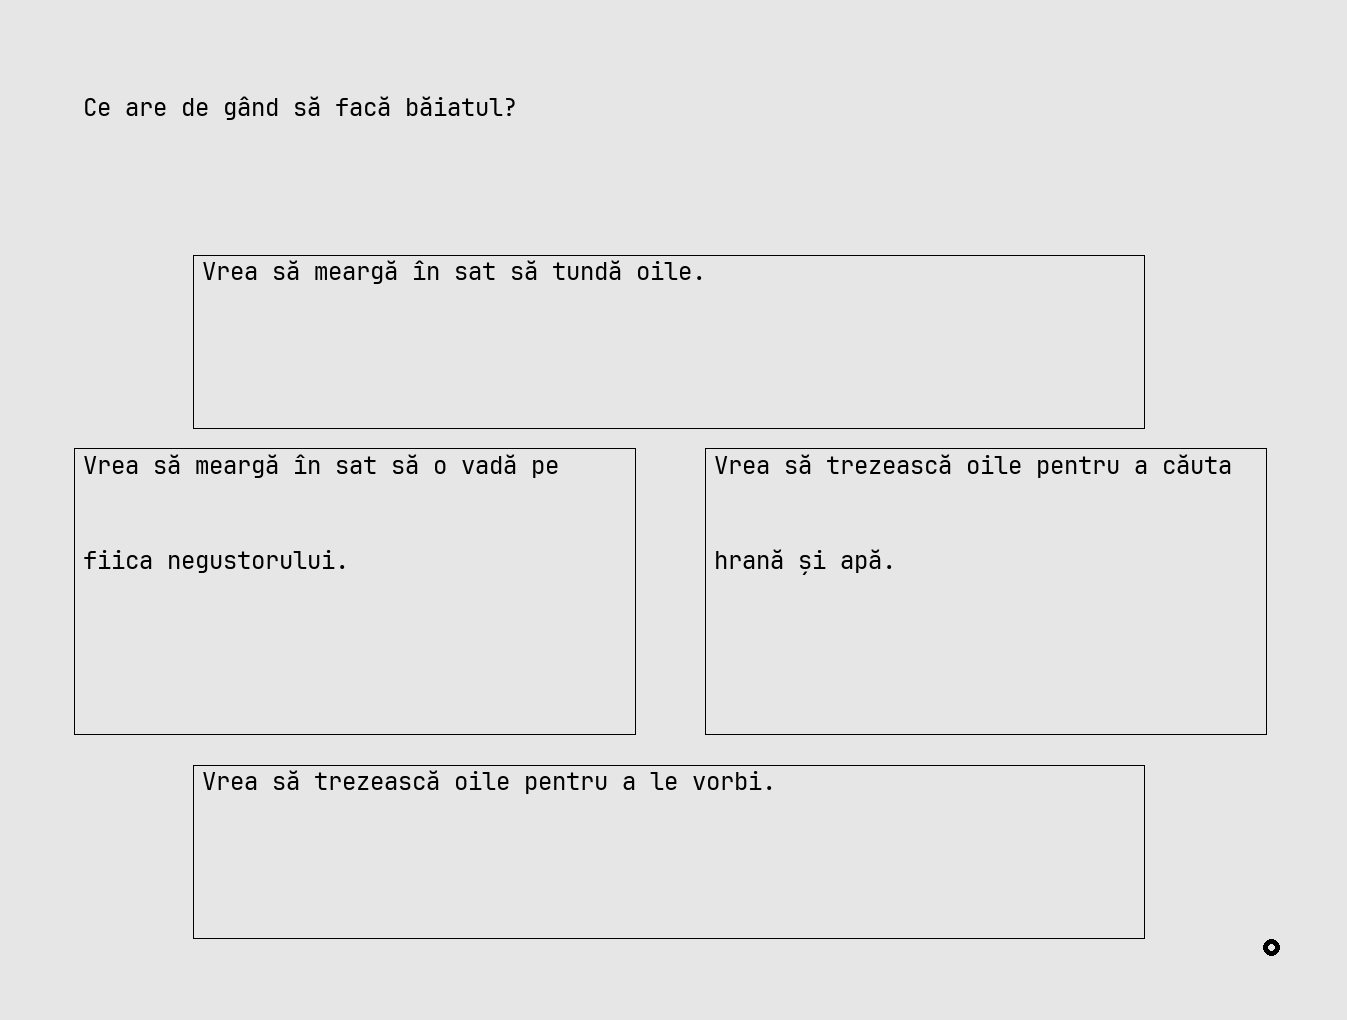 Ce are de gând să facă băiatul?
Vrea să meargă în sat să tundă oile.
Vrea să meargă în sat să o vadă pe
fiica negustorului.
Vrea să trezească oile pentru a căuta
hrană și apă.
Vrea să trezească oile pentru a le vorbi.